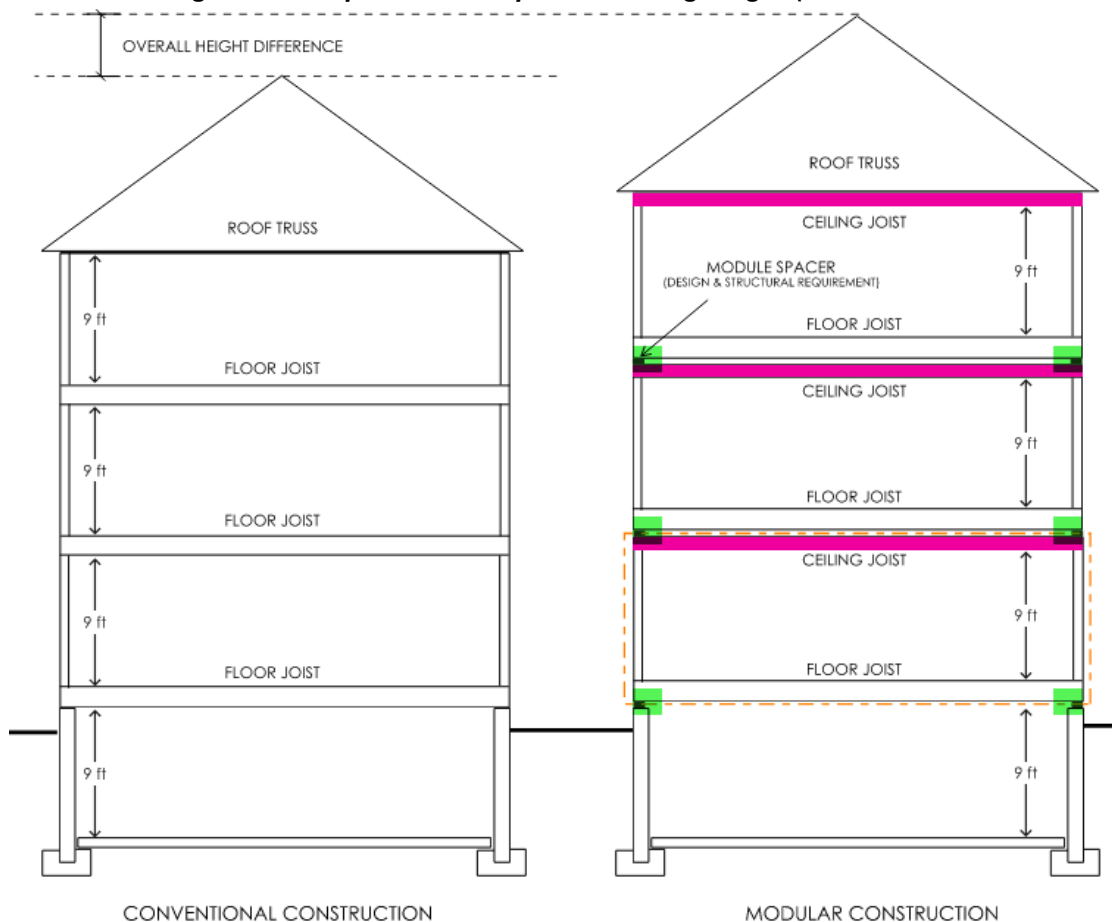 OVERALL HEIGHT DIFFERENCE
ROOF TRUSS
9 ft
FLOOR JOIST
9 ft
FLOOR JOIST
9 ft
FLOOR JOIST
9 ft
CONVENTIONAL CONSTRUCTION
ROOF TRUSS
CEILING JOIST
MODULE SPACER
(DESIGN & STRUCTURAL REQUIREMENT)
9 ft
FLOOR JOIST
CEILING JOIST
9 ft
FLOOR JOIST
CEILING JOIST
9 ft
FLOOR JOIST
9 ft
MODULAR CONSTRUCTION